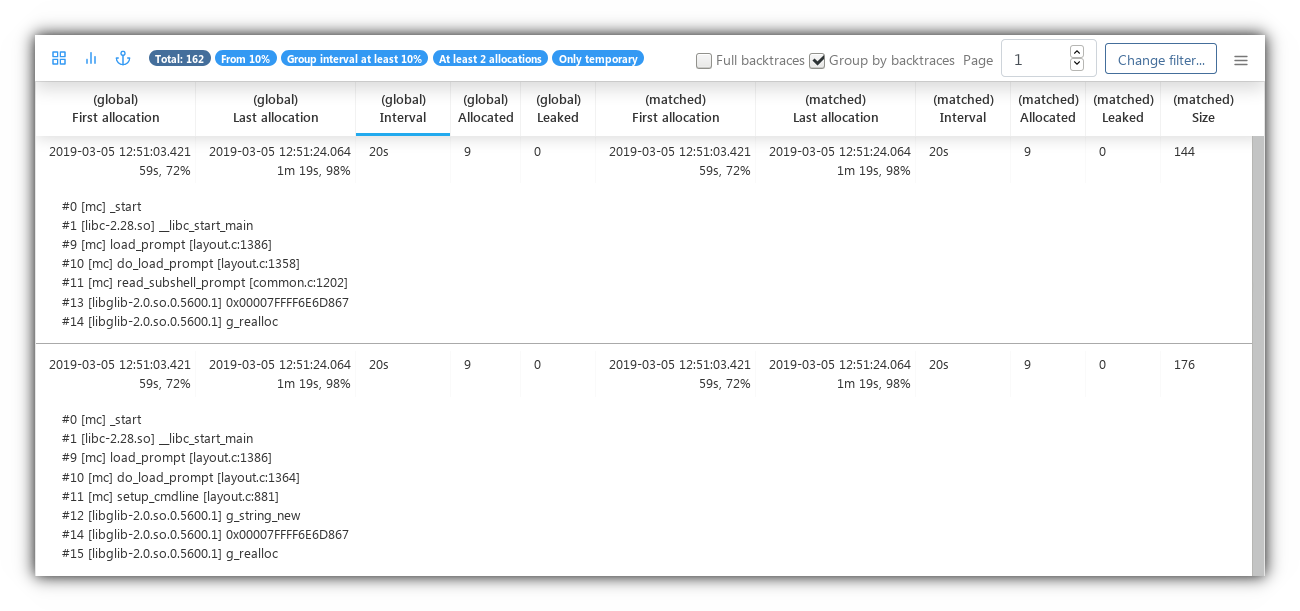 Total: 162 From 10% Group interval at least 10% At least 2 allocations Only temporary Full backtraces Group by backtraces Page 1 Change filter...
(global) (global) (global) (global) (global) (matched) (matched) (matched) (matched) (matched) (matched)
First allocation Last allocation Interval Allocated Leaked First allocation Last allocation Interval Allocated Leaked Size
2019-03-05 12:51:03.421 2019-03-05 12:51:24.064 20s 9 0 2019-03-05 12:51:03.421 2019-03-05 12:51:24.064 20s 9 0 144
59s, 72% 1m 19s, 98% 59s, 72% 1m 19s, 98%
#0 [mc] _start
#1 [libc-2.28.so] __libc_start_main
#9 [mc] load_prompt [layout.c:1386]
#10 [mc] do_load_prompt [layout.c:1358]
#11 [mc] read_subshell_prompt [common.c:1202]
#13 [libglib-2.0.so.0.5600.1] 0x00007FFFF6E6D867
#14 [libglib-2.0.so.0.5600.1] g_realloc
2019-03-05 12:51:03.421 2019-03-05 12:51:24.064 20s 9 0 2019-03-05 12:51:03.421 2019-03-05 12:51:24.064 20s 9 0 176
59s, 72% 1m 19s, 98% 59s, 72% 1m 19s, 98%
#0 [mc] _start
#1 [libc-2.28.so] __libc_start_main
#9 [mc] load_prompt [layout.c:1386]
#10 [mc] do_load_prompt [layout.c:1364]
#11 [mc] setup_cmdline [layout.c:881]
#12 [libglib-2.0.so.0.5600.1] g_string_new
#14 [libglib-2.0.so.0.5600.1] 0x00007FFFF6E6D867
#15 [libglib-2.0.so.0.5600.1] g_realloc